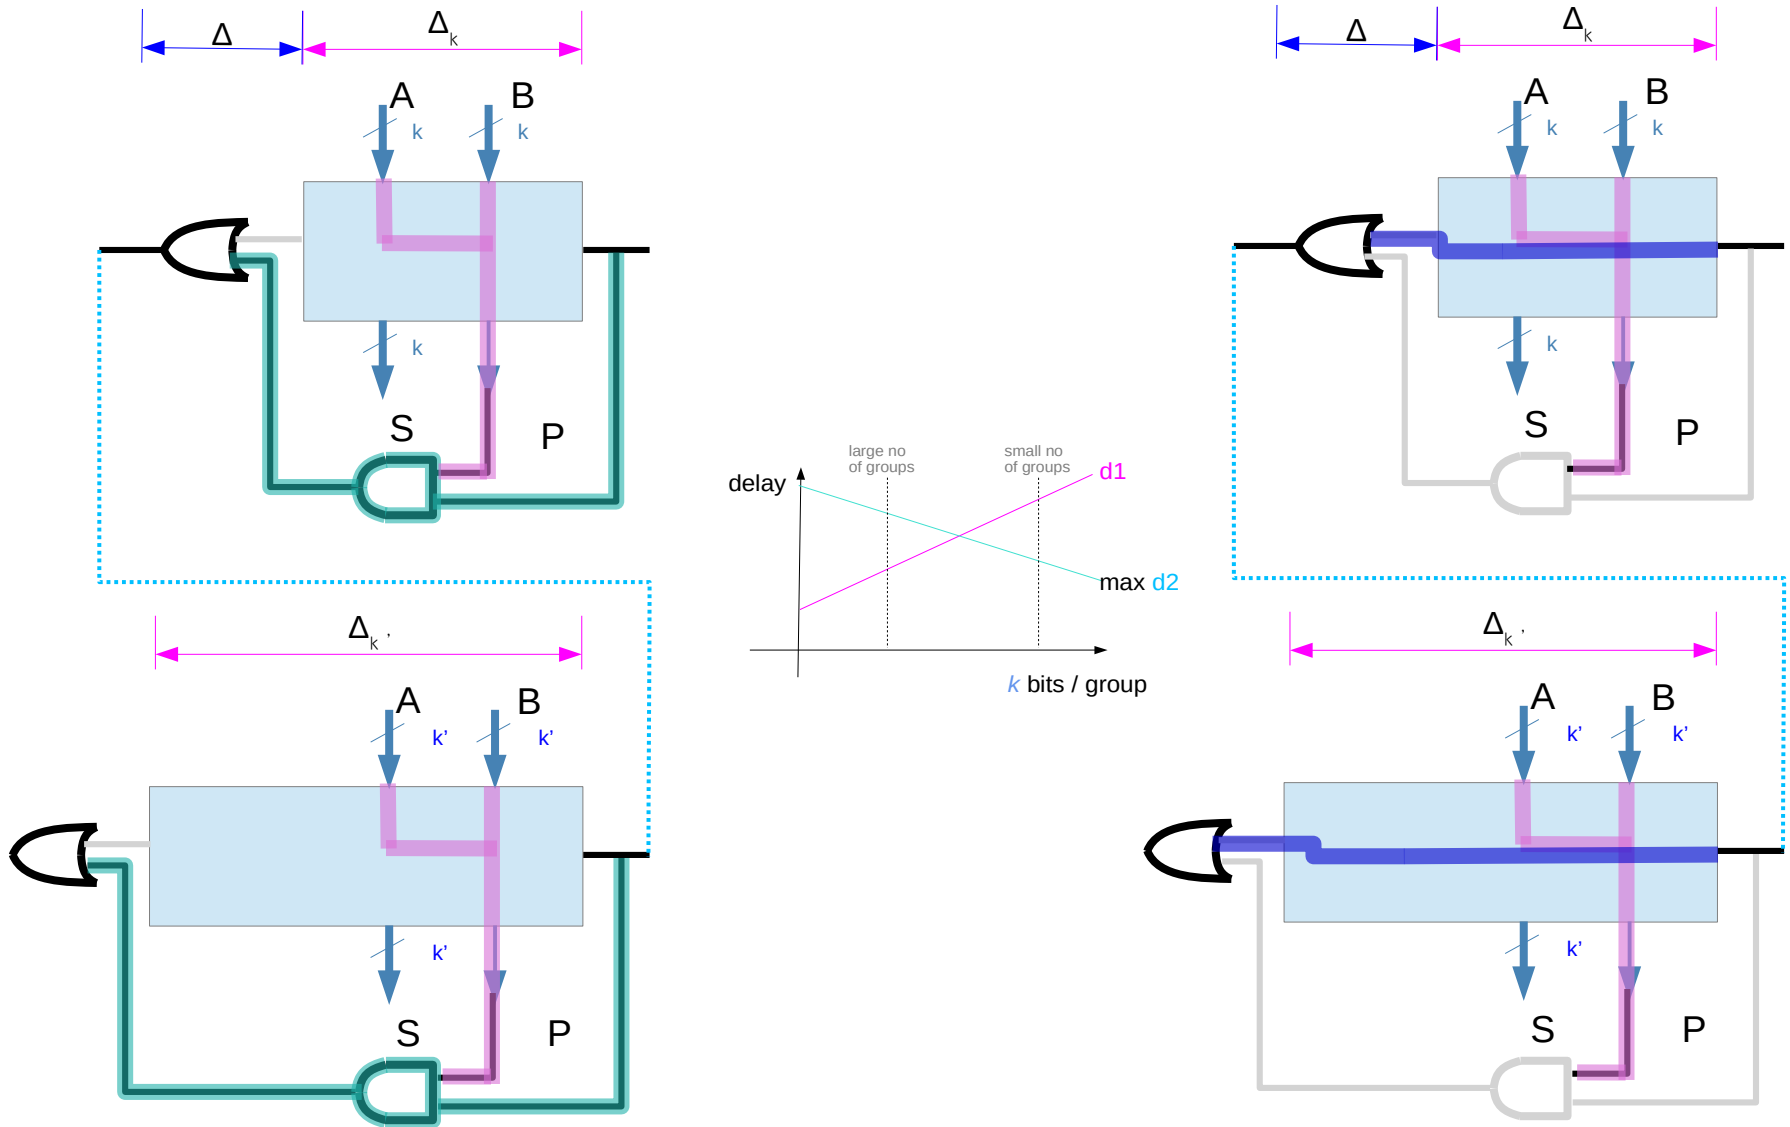 Δ
Δk
A
B
k
k
k
S
P
Δk '
A
B
k'
k'
k'
S
P
large no
of groups
small no
of groups
delay
d1
max d2
k bits / group
Δ
Δk
A
B
k
k
k
S
P
Δk '
A
B
k'
k'
k'
S
P